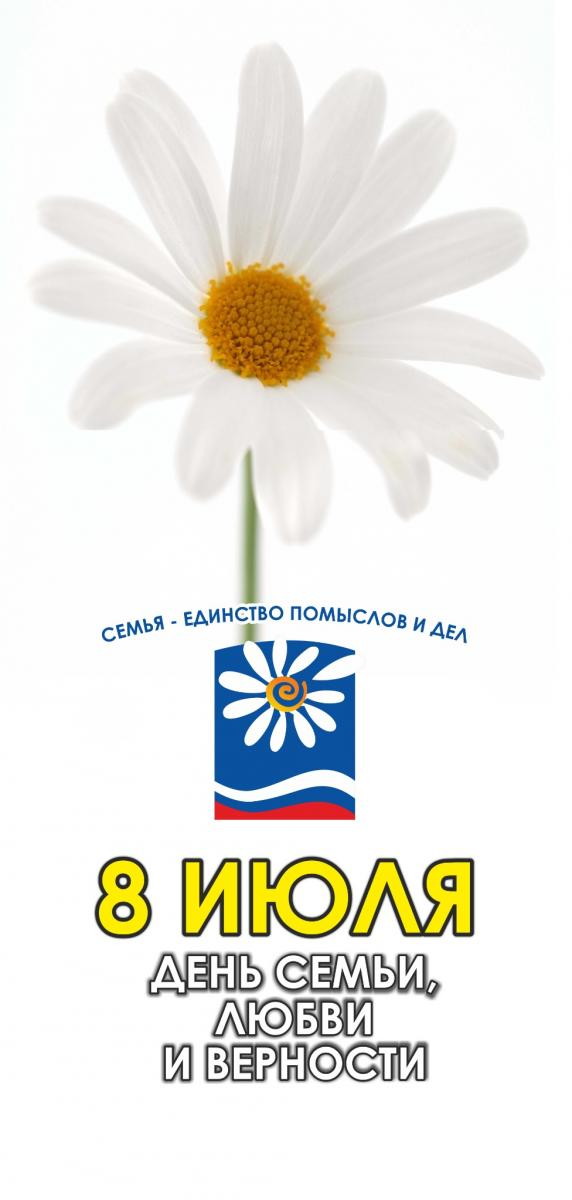 СЕМЬЯ - ЕДИНСТВО ПОМЫСЛОВ И ДЕЛ
8 ИЮЛЯ
ДЕНЬ СЕМЬИ,
ЛЮБВИ
И ВЕРНОСТИ